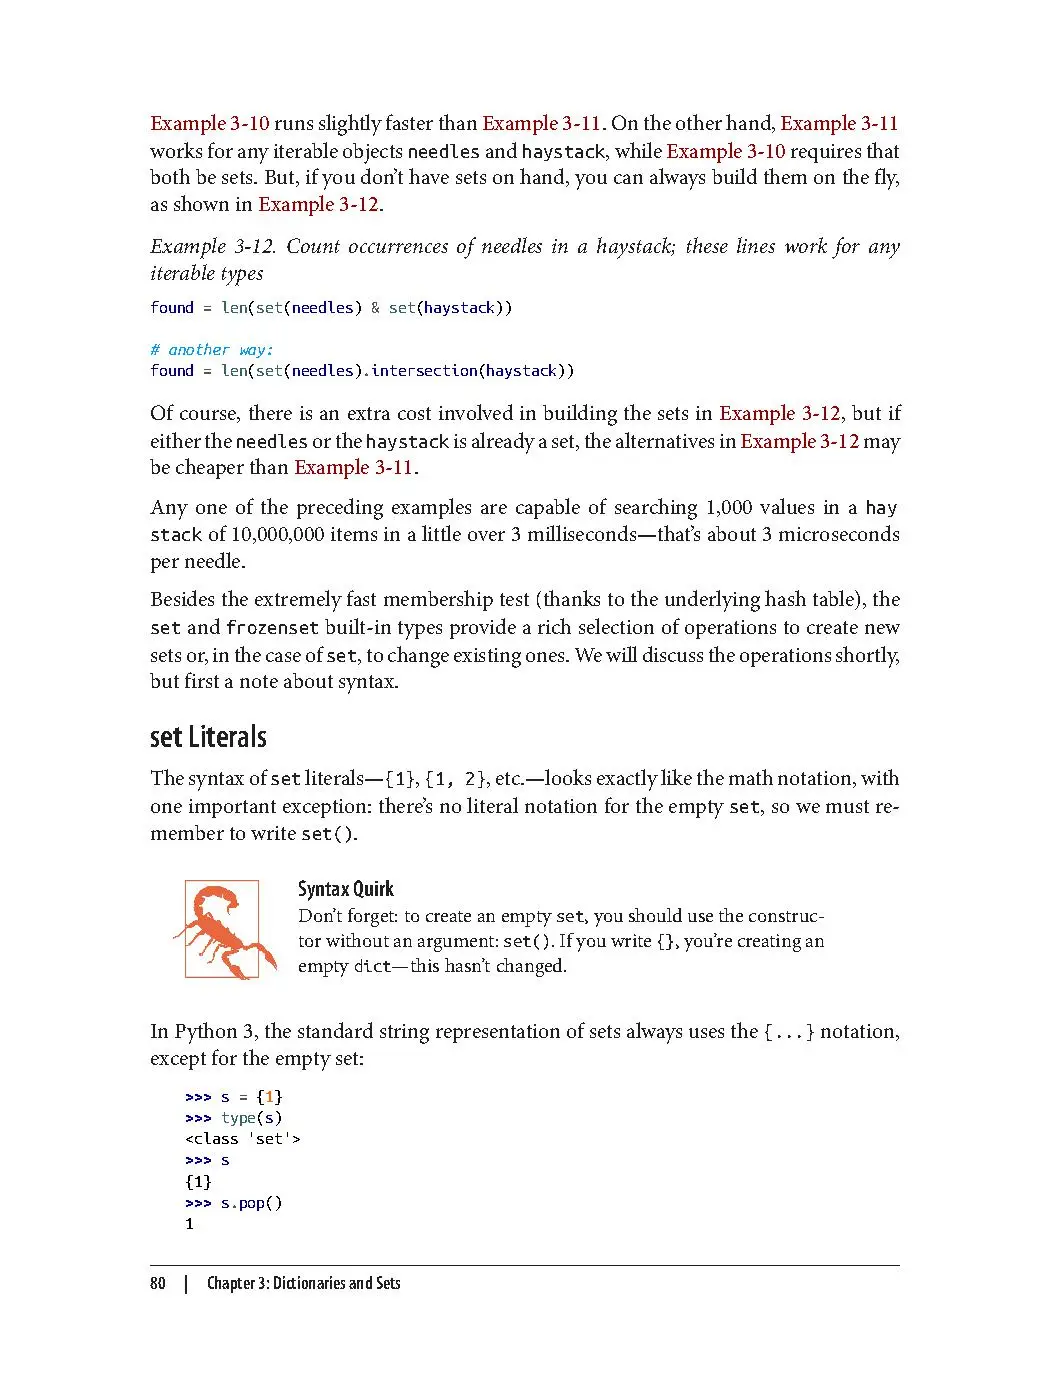 Example 3-10 runs slightly faster than Example 3-11. On the other hand, Example 3-11
works for any iterable objects needles and haystack, while Example 3-10 requires that
both be sets. But, if you don’t have sets on hand, you can always build them on the fly,
as shown in Example 3-12.
Example 3-12. Count occurrences of needles in a haystack; these lines work for any
iterable types
found = len(set(needles) & set(haystack))
# another way:
found = len(set(needles).intersection(haystack))
Of course, there is an extra cost involved in building the sets in Example 3-12, but if
either the needles or the haystack is already a set, the alternatives in Example 3-12 may
be cheaper than Example 3-11.
Any one of the preceding examples are capable of searching 1,000 values in a hay
stack of 10,000,000 items in a little over 3 milliseconds—that’s about 3 microseconds
per needle.
Besides the extremely fast membership test (thanks to the underlying hash table), the
set and frozenset built-in types provide a rich selection of operations to create new
sets or, in the case of set, to change existing ones. We will discuss the operations shortly,
but first a note about syntax.
set Literals
The syntax of set literals—{1}, {1, 2}, etc.—looks exactly like the math notation, with
one important exception: there’s no literal notation for the empty set, so we must re-
member to write set().
Syntax Quirk
Don’t forget: to create an empty set, you should use the construc-
tor without an argument: set(). If you write {}, you’re creating an
empty dict—this hasn’t changed.
In Python 3, the standard string representation of sets always uses the {...} notation,
except for the empty set:
>>> s = {1}
>>> type(s)
<class 'set'>
>>> s
{1}
>>> s.pop()
1
80 | Chapter 3: Dictionaries and Sets